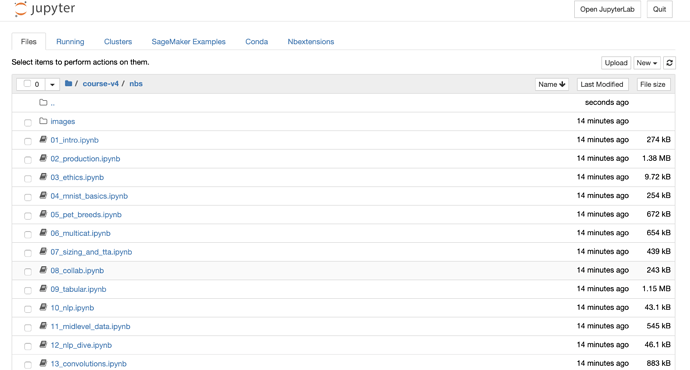 jupyter
Open JupyterLab Quit
Files Running Clusters SageMaker Examples Conda Nbextensions
Select items to perform actions on them.
Upload New
0 / course-v4 / nbs Name Last Modified File size
.. seconds ago
images 14 minutes ago
01_intro.ipynb 14 minutes ago 274 kB
02_production.ipynb 14 minutes ago 1.38 MB
03_ethics.ipynb 14 minutes ago 9.72 kB
04_mnist_basics.ipynb 14 minutes ago 254 kB
05_pet_breeds.ipynb 14 minutes ago 672 kB
06_multicat.ipynb 14 minutes ago 654 kB
07_sizing_and_tta.ipynb 14 minutes ago 439 kB
08_collab.ipynb 14 minutes ago 243 kB
09_tabular.ipynb 14 minutes ago 1.15 MB
10_nlp.ipynb 14 minutes ago 43.1 kB
11_midlevel_data.ipynb 14 minutes ago 545 kB
12_nlp_dive.ipynb 14 minutes ago 46.1 kB
13_convolutions.ipynb 14 minutes ago 883 kB